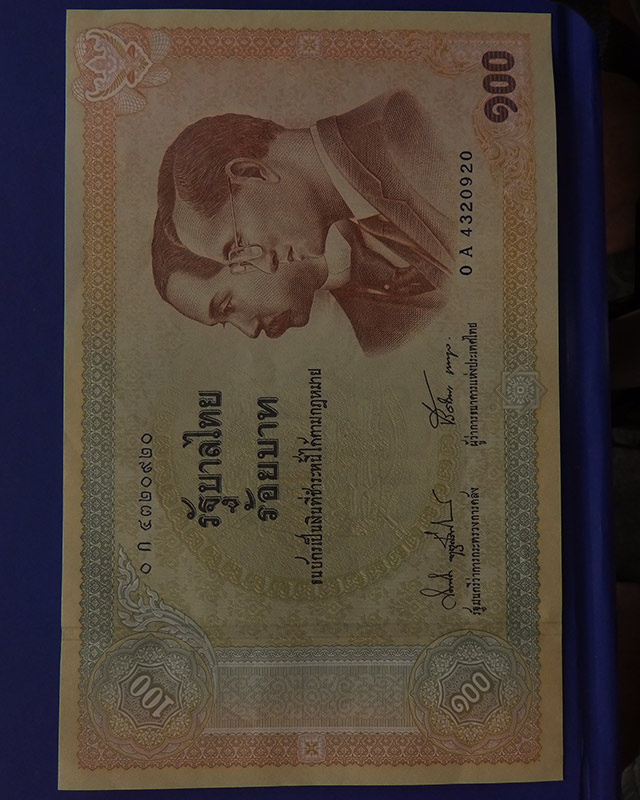 ๑๐๐
๐ ก ๔๓๒๐๙๒๐
รัฐบาลไทย
ร้อยบาท
ธนบัตรเป็นเงินที่ชำระหนี้ได้ตามกฎหมาย
0 A 4320920
รัฐมนตรีว่าการกระทรวงการคลัง
ผู้ว่าการธนาคารแห่งประเทศไทย
100
๑๐๐